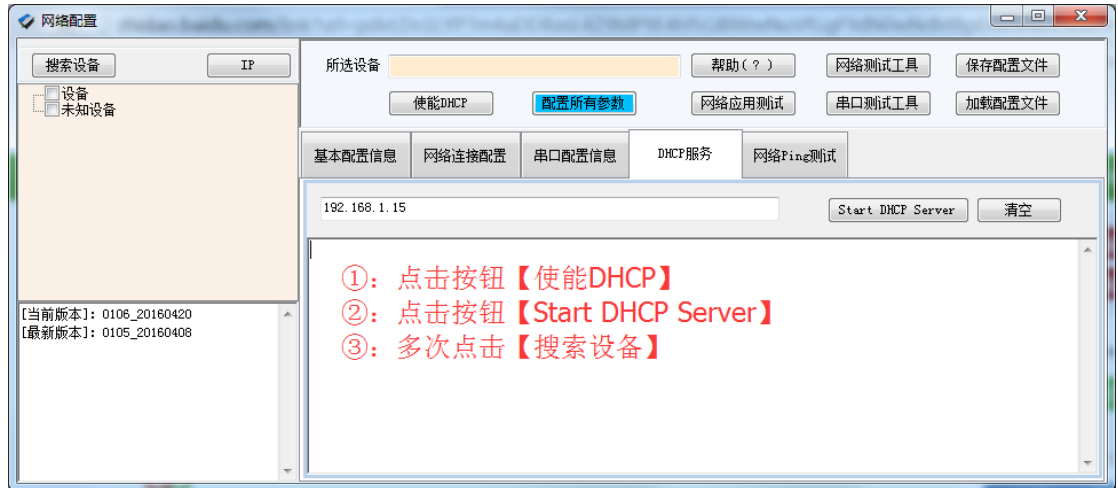 网络配置
搜索设备
IP
设备
未知设备
[当前版本]: 0106_20160420
[最新版本]: 0105_20160408
所选设备
帮助(?)
网络测试工具
保存配置文件
使能DHCP
配置所有参数
网络应用测试
串口测试工具
加载配置文件
基本配置信息
网络连接配置
串口配置信息
DHCP服务
网络Ping测试
192.168.1.15
Start DHCP Server
清空
①：点击按钮【使能DHCP】
②：点击按钮【Start DHCP Server】
③：多次点击【搜索设备】